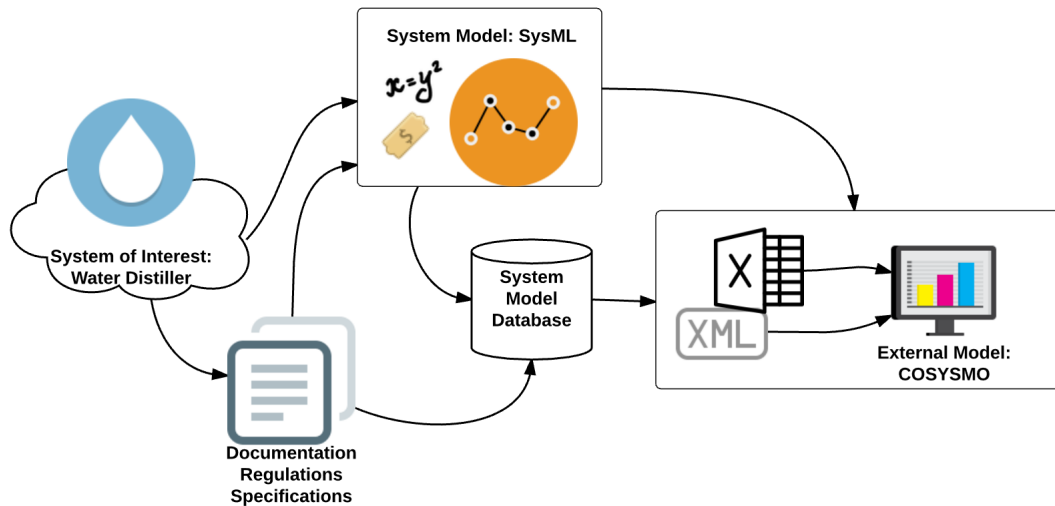 System Model: SysML
x=y²
$
System of Interest:
Water Distiller
System
Model
Database
X
XML
External Model:
COSYSMO
Documentation
Regulations
Specifications